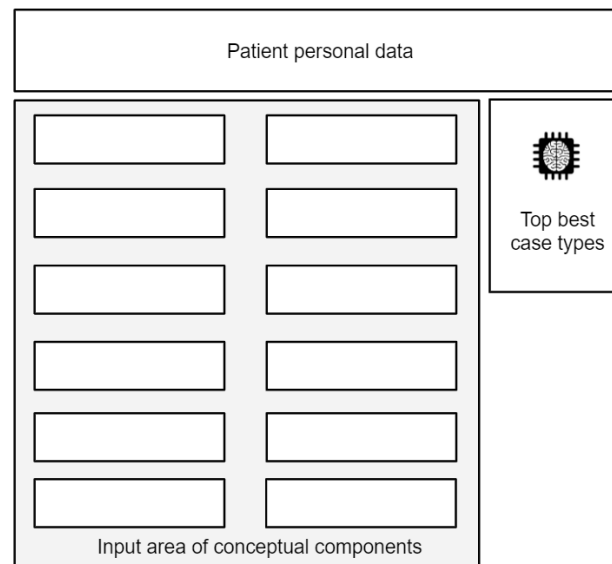 Patient personal data
Top best
case types
Input area of conceptual components